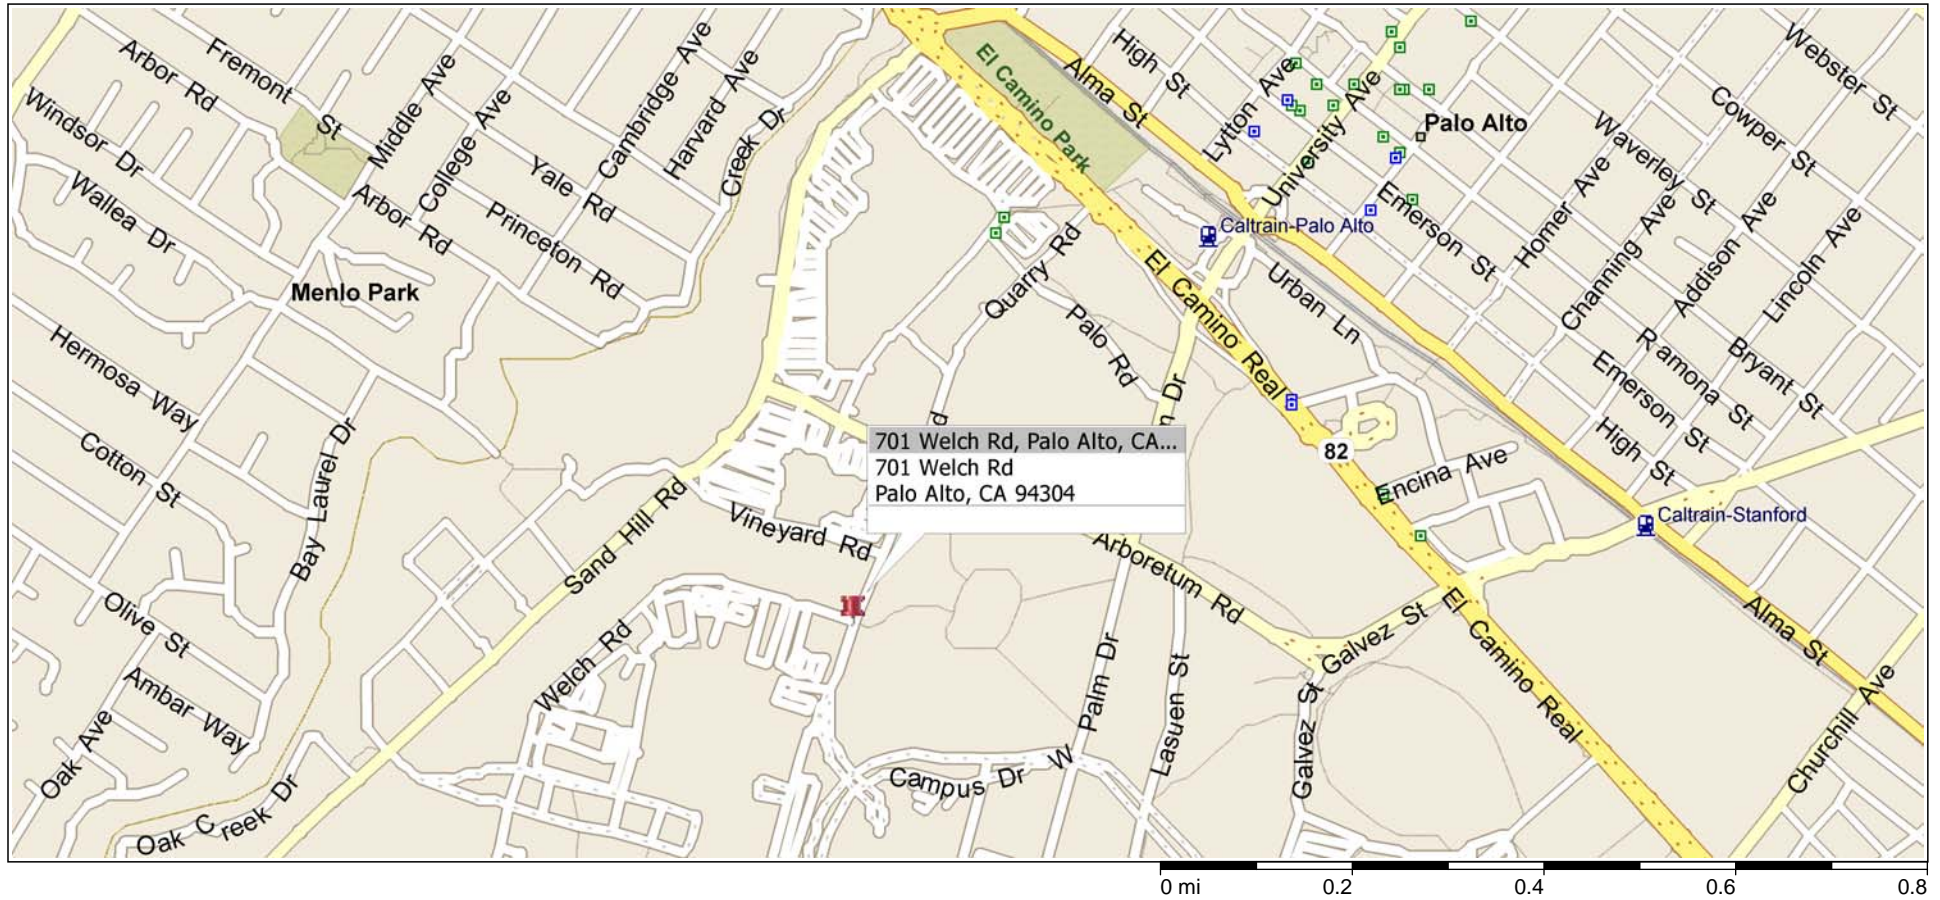 Webster St
High St
Alma St
El Camino Park
Lytton Ave
University Ave
Palo Alto
Cowper St
Waverley St
Fremont St
Arbor Rd
Middle Ave
College Ave
Cambridge Ave
Harvard Ave
Creek Dr
Windsor Dr
Wallea Dr
Yale Rd
Princeton Rd
Arbor Rd
Menlo Park
Caltrain-Palo Alto
Emerson St
Homer Ave
Channing Ave
Addison Ave
Lincoln Ave
Quarry Rd
Palo Rd
El Camino Real
Urban Ln
Ramona St
Bryant St
Emerson St
High St
Hermosa Way
Cotton St
Bay Laurel Dr
d
n Dr
701 Welch Rd, Palo Alto, CA...
701 Welch Rd
Palo Alto, CA 94304
82
Encina Ave
Caltrain-Stanford
Sand Hill Rd
Vineyard Rd
Arboretum Rd
Olive St
Ambar Way
Oak Ave
Oak Creek Dr
Welch Rd
Campus Dr W
Palm Dr
Lasuen St
Galvez St
Galvez St
El Camino Real
Alma St
Churchill Ave
0 mi 0.2 0.4 0.6 0.8